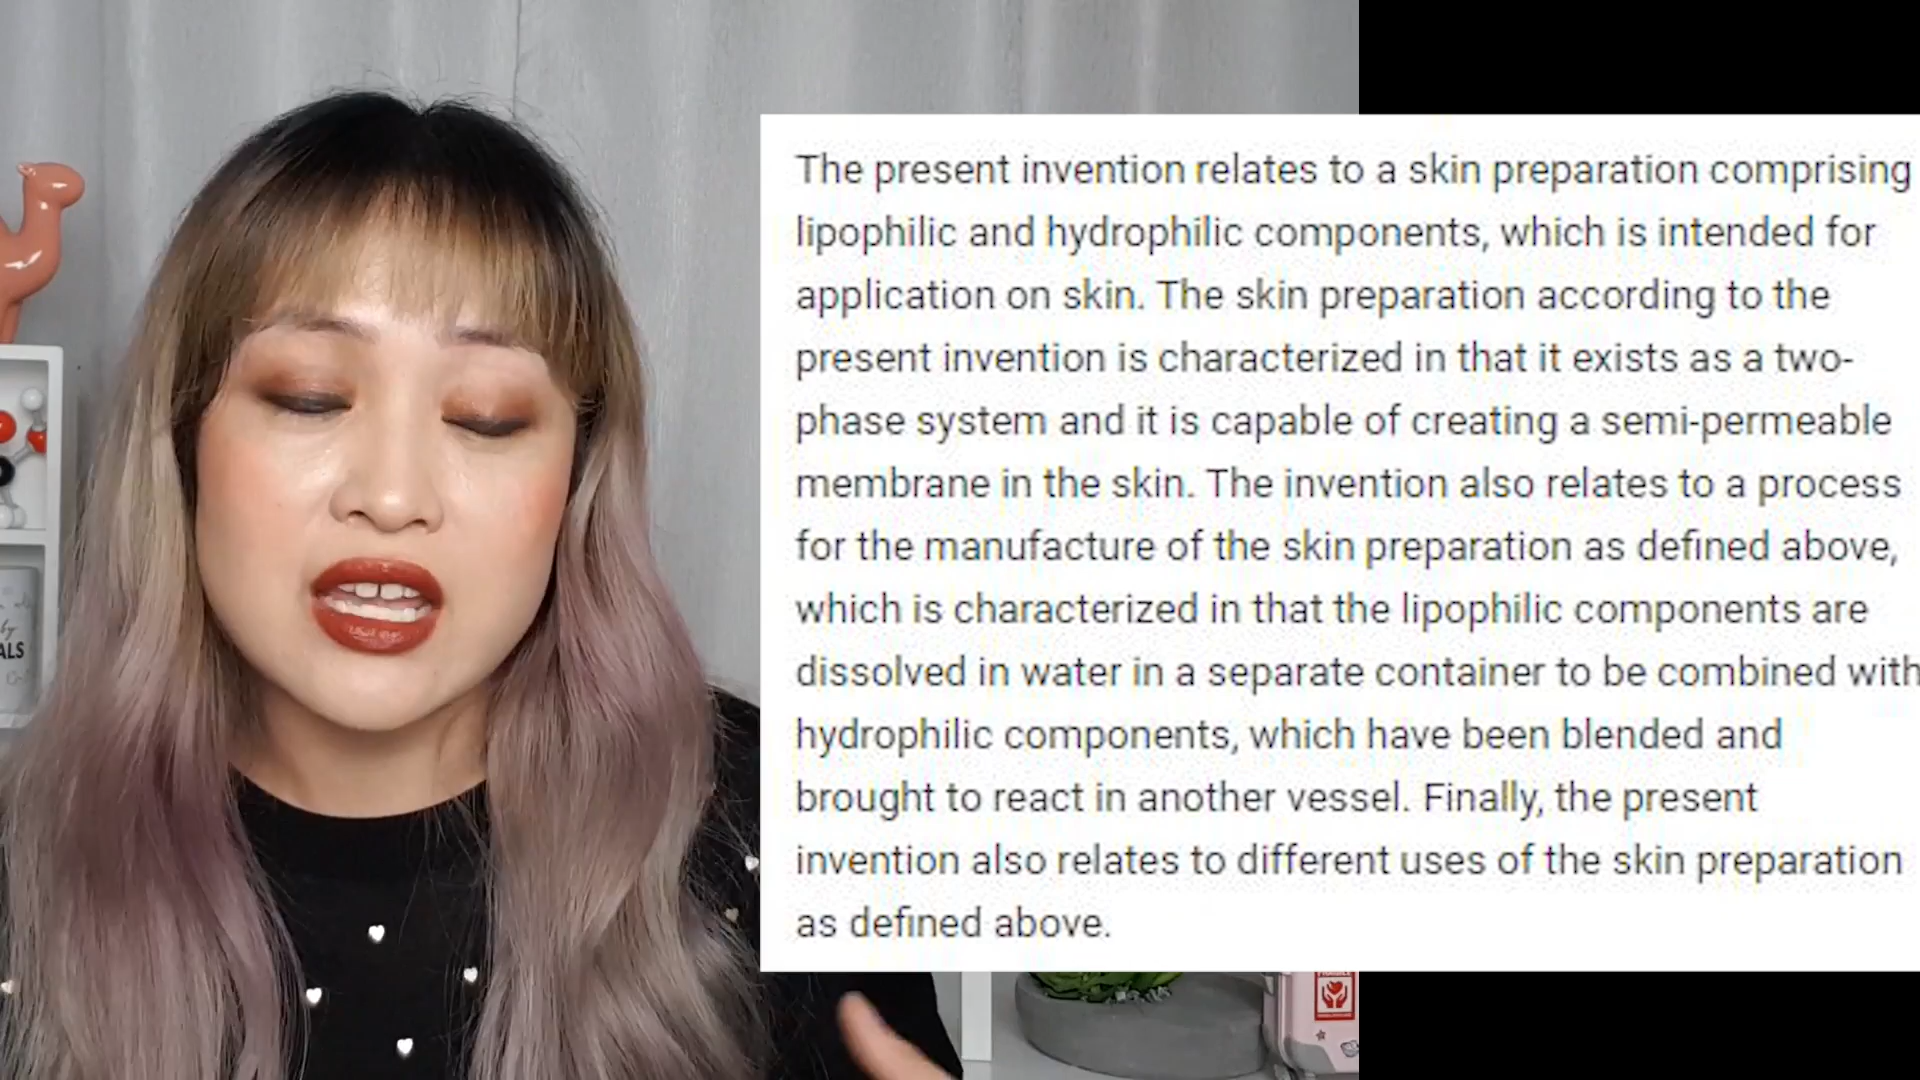 The present invention relates to a skin preparation comprising
lipophilic and hydrophilic components, which is intended for
application on skin. The skin preparation according to the
present invention is characterized in that it exists as a two-
phase system and it is capable of creating a semi-permeable
membrane in the skin. The invention also relates to a process
for the manufacture of the skin preparation as defined above,
which is characterized in that the lipophilic components are
dissolved in water in a separate container to be combined with
hydrophilic components, which have been blended and
brought to react in another vessel. Finally, the present
invention also relates to different uses of the skin preparation
as defined above.
by
ALS